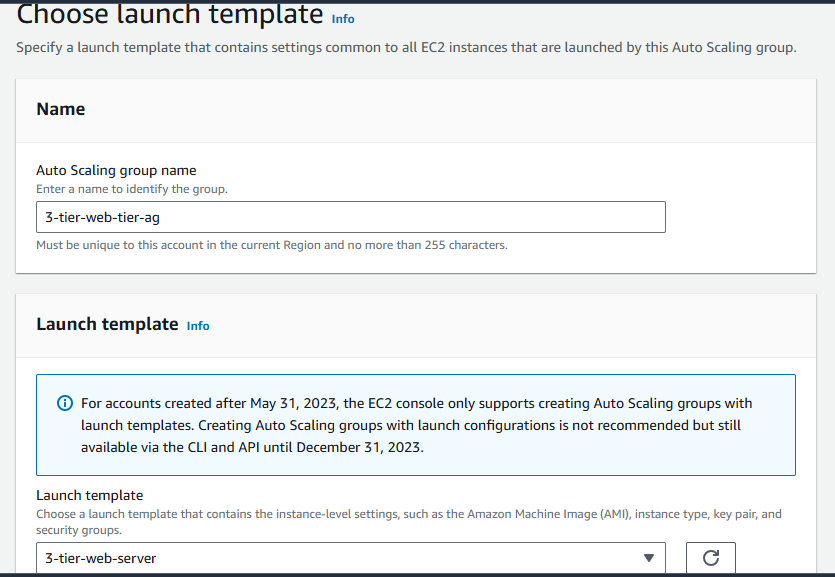 Choose launch template Info
Specify a launch template that contains settings common to all EC2 instances that are launched by this Auto Scaling group.
Name
Auto Scaling group name
Enter a name to identify the group.
3-tier-web-tier-ag
Must be unique to this account in the current Region and no more than 255 characters.
Launch template Info
For accounts created after May 31, 2023, the EC2 console only supports creating Auto Scaling groups with
launch templates. Creating Auto Scaling groups with launch configurations is not recommended but still
available via the CLI and API until December 31, 2023.
Launch template
Choose a launch template that contains the instance-level settings, such as the Amazon Machine Image (AMI), instance type, key pair, and
security groups.
3-tier-web-server